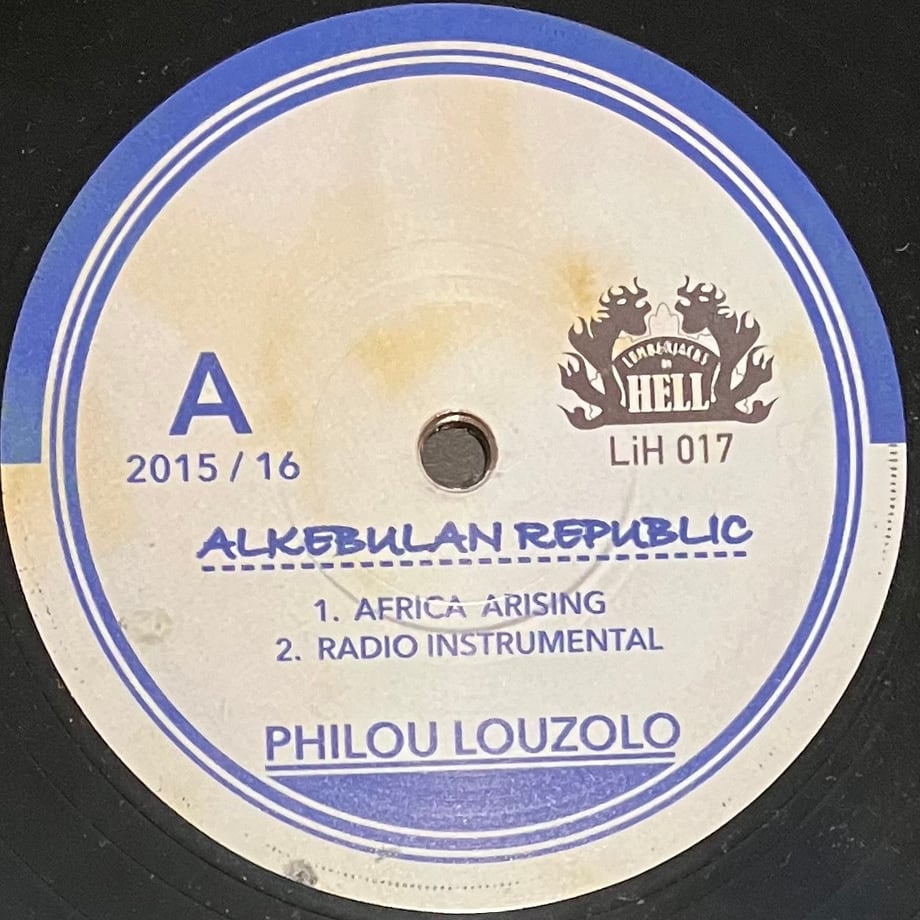 A
2015 / 16
LUMBERJACKS
IN
HELL
LiH 017
ALKEBULAN REPUBLIC
1. AFRICA ARISING
2. RADIO INSTRUMENTAL
PHILOU LOUZOLO